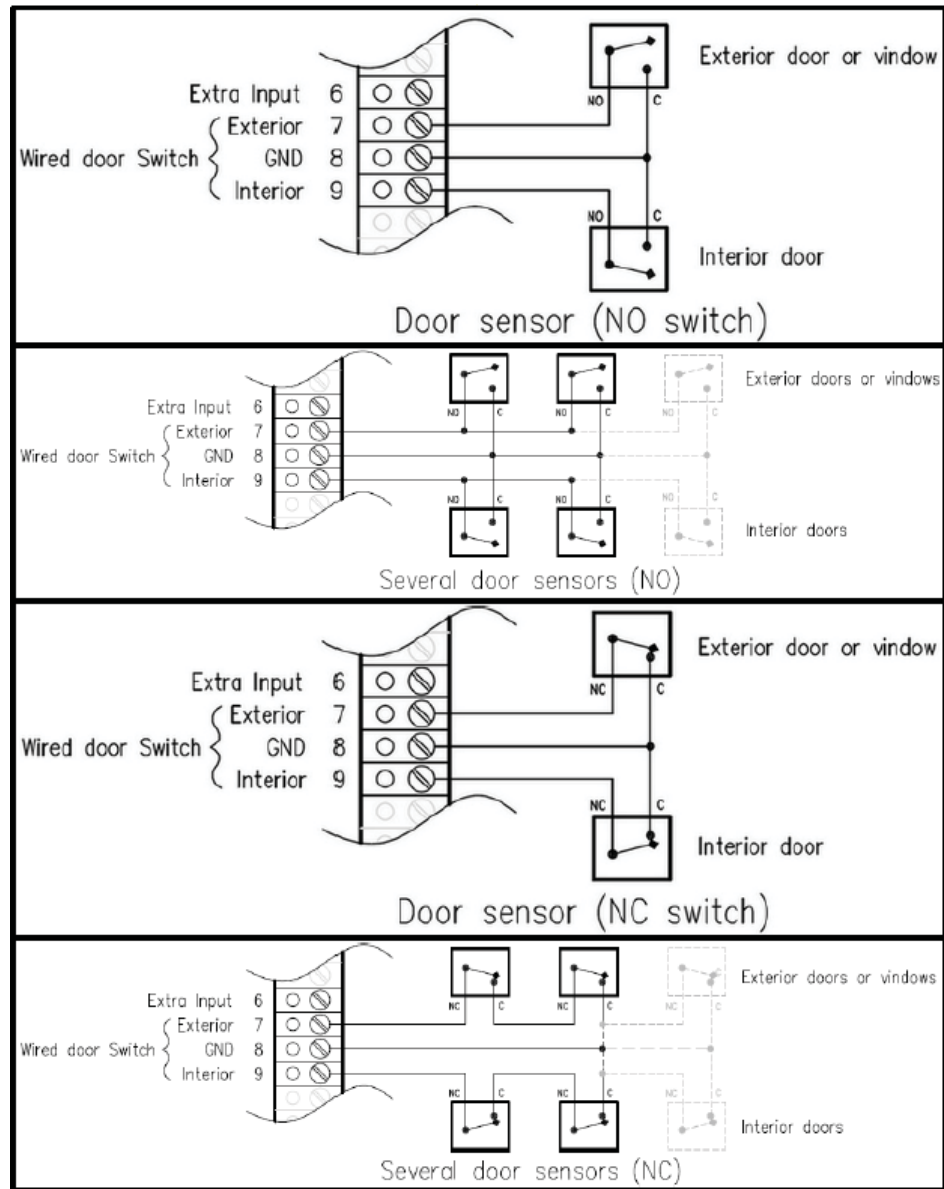 Exterior door or vindow
Extra Input 6
NO C
Exterior 7
Wired door Switch GND 8
Interior 9
NO C
Interior door
Door sensor (NO switch)
Exterior doors or vindows
Extra Input 6
NO C NO C NO C
Exterior 7
Wired door Switch GND 8
Interior 9
NO C NO C NO C
Interior doors
Several door sensors (NO)
Exterior door or vindow
Extra Input 6
NC C
Exterior 7
Wired door Switch GND 8
Interior 9
NC C
Interior door
Door sensor (NC switch)
Exterior doors or vindows
Extra Input 6
NC C NC C NC C
Exterior 7
Wired door Switch GND 8
Interior 9
NC C NC C NC C
Interior doors
Several door sensors (NC)